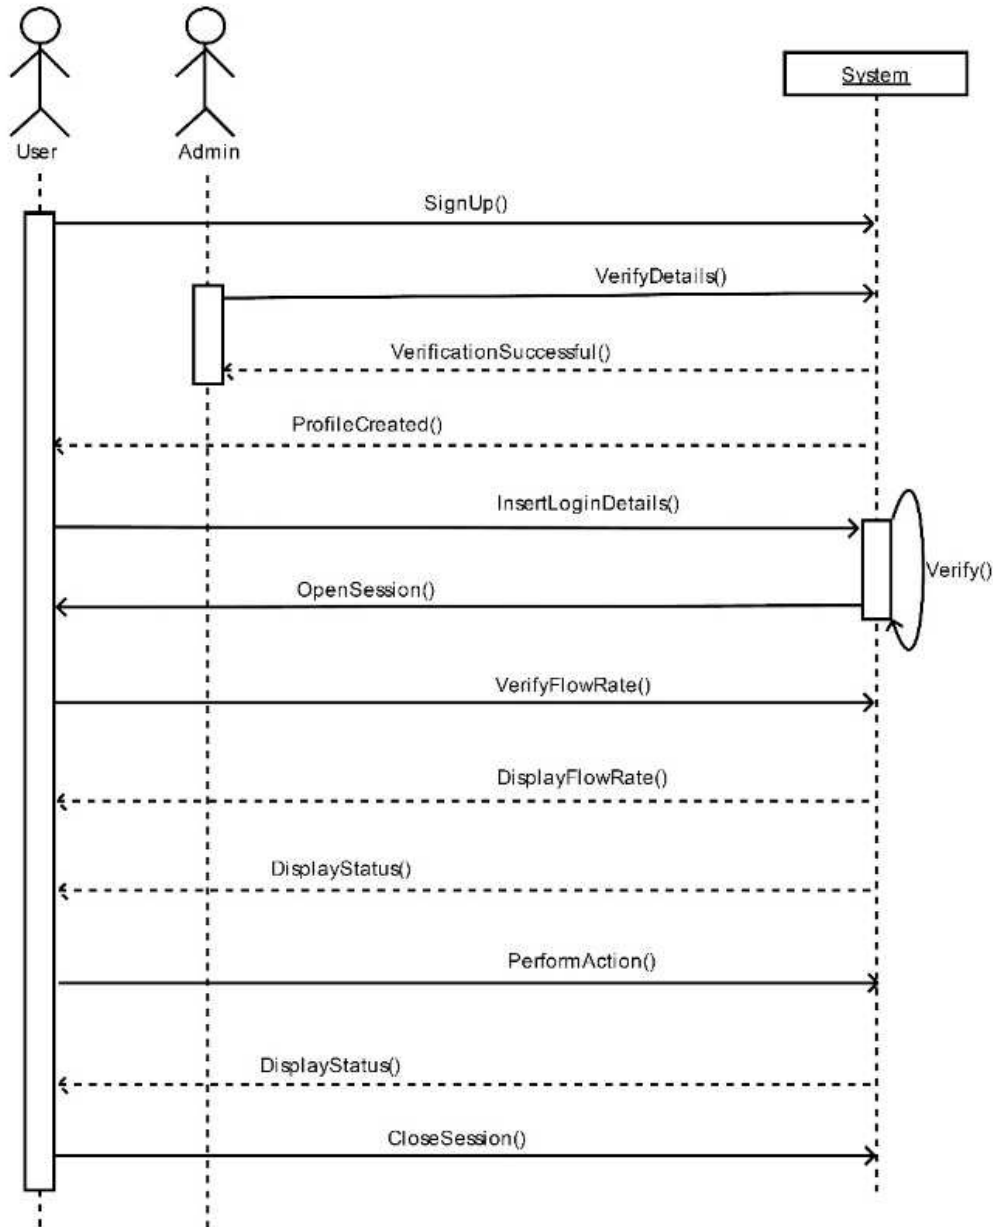 System
User
Admin
SignUp()
VerifyDetails()
VerificationSuccessful()
ProfileCreated()
InsertLoginDetails()
Verify()
OpenSession()
VerifyFlowRate()
DisplayFlowRate()
DisplayStatus()
PerformAction()
DisplayStatus()
CloseSession()